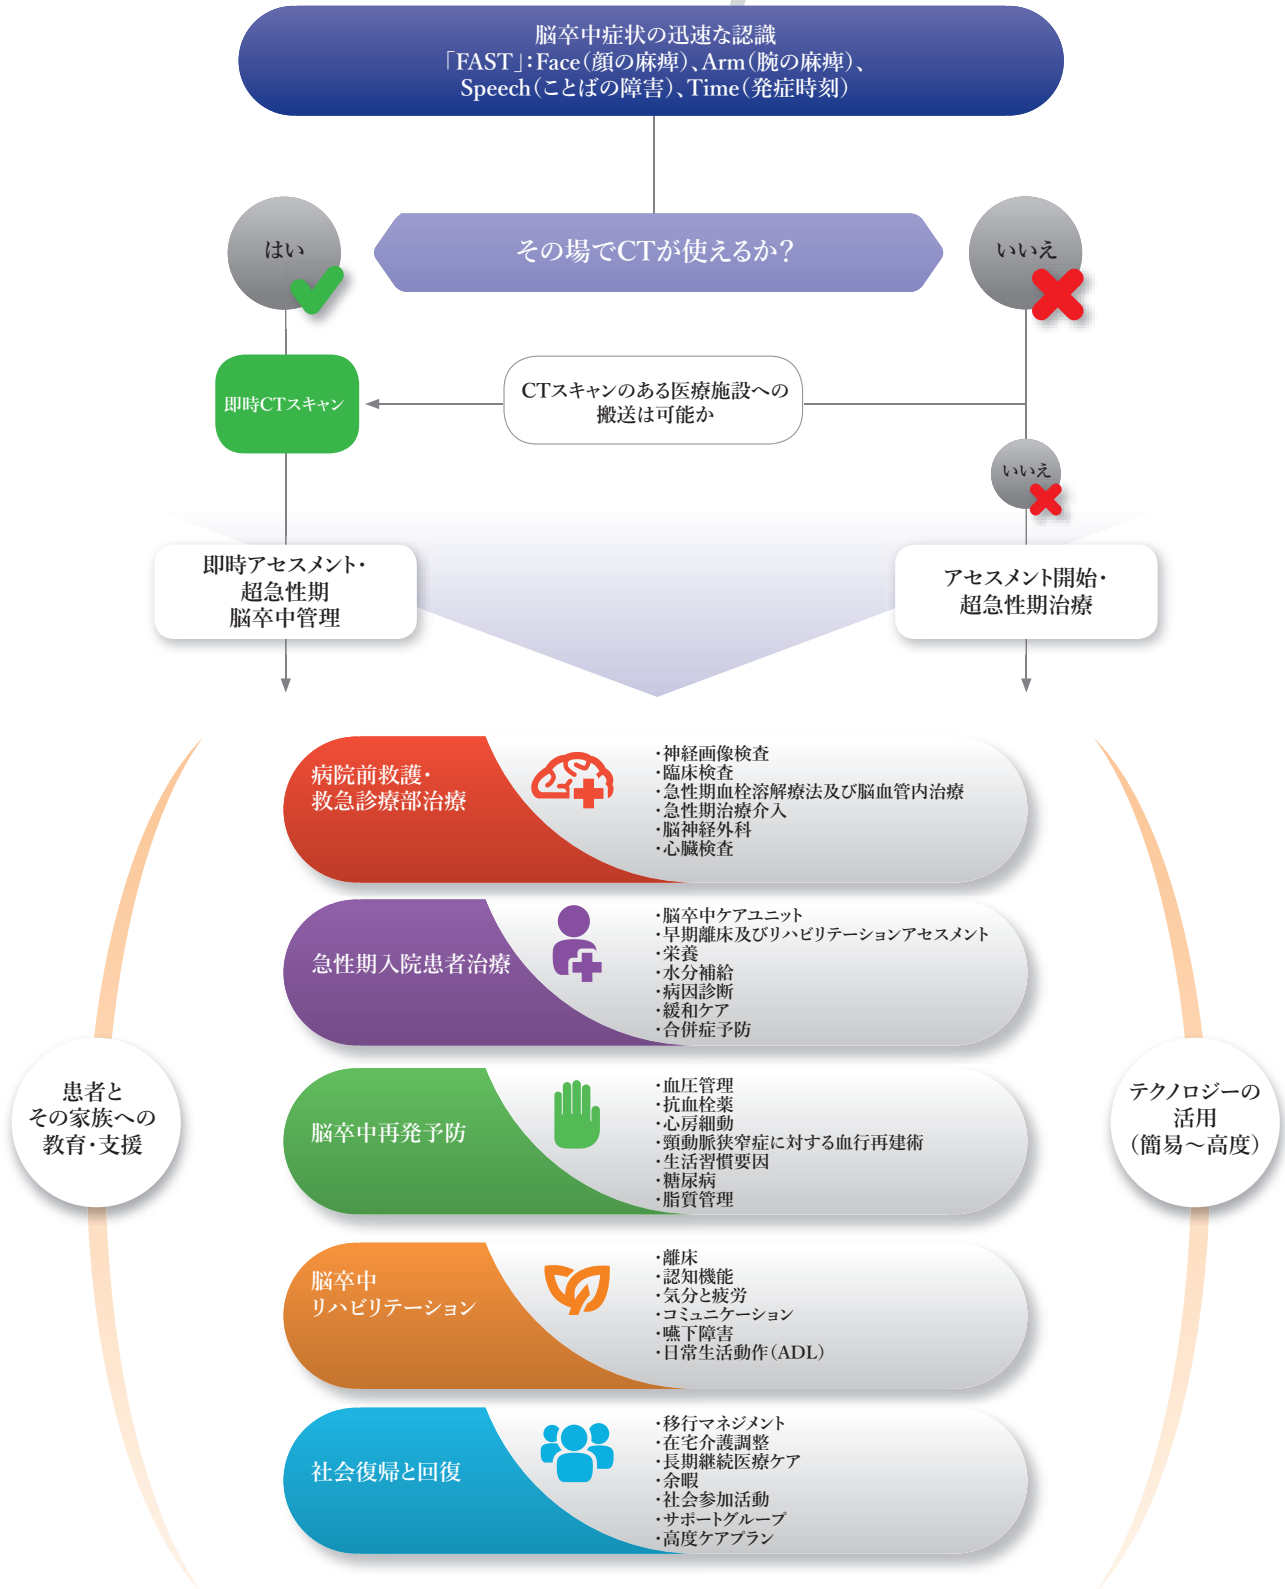 脳卒中症状の迅速な認識
「FAST」：Face（顔の麻痺）、Arm（腕の麻痺）、
Speech（ことばの障害）、Time（発症時刻）
はい
その場でCTが使えるか？
いいえ
即時CTスキャン
CTスキャンのある医療施設への
搬送は可能か
いいえ
即時アセスメント・
超急性期
脳卒中管理
アセスメント開始・
超急性期治療
病院前救護・
救急診療部治療
・神経画像検査
・臨床検査
・急性期血栓溶解療法及び脳血管内治療
・急性期治療介入
・脳神経外科
・心臓検査
急性期入院患者治療
・脳卒中ケアユニット
・早期離床及びリハビリテーションアセスメント
・栄養
・水分補給
・病因診断
・緩和ケア
・合併症予防
患者と
その家族への
教育・支援
脳卒中再発予防
・血圧管理
・抗血栓薬
・心房細動
・頸動脈狭窄症に対する血行再建術
・生活習慣要因
・糖尿病
・脂質管理
テクノロジーの
活用
（簡易～高度）
脳卒中
リハビリテーション
・離床
・認知機能
・気分と疲労
・コミュニケーション
・嚥下障害
・日常生活動作（ADL）
社会復帰と回復
・移行マネジメント
・在宅介護調整
・長期継続医療ケア
・余暇
・社会参加活動
・サポートグループ
・高度ケアプラン